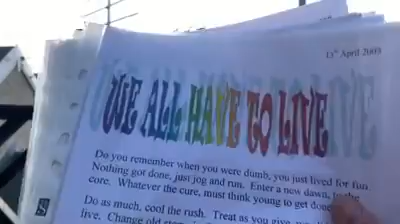 13th April 2009
WE ALL HAVE TO LIVE
Do you remember when you were dumb, you just lived for fun.
Nothing got done, just jog and run. Enter a new dawn,
core. Whatever the cure, must think young to get done
Do as much, cool the rush. Treat as you give,
live. Change old